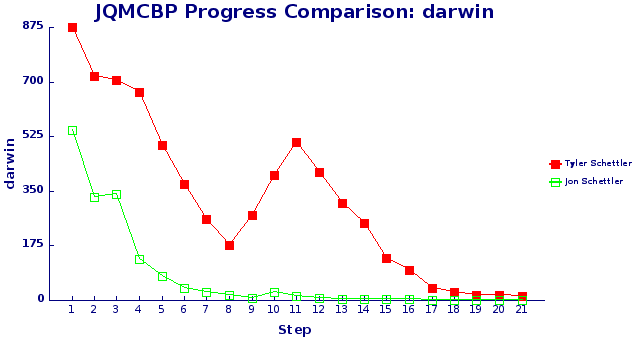 JQMCBP Progress Comparison: darwin
875
700
525
350
175
0
darwin
1 2 3 4 5 6 7 8 9 10 11 12 13 14 15 16 17 18 19 20 21
Step
Tyler Schettler
Jon Schettler